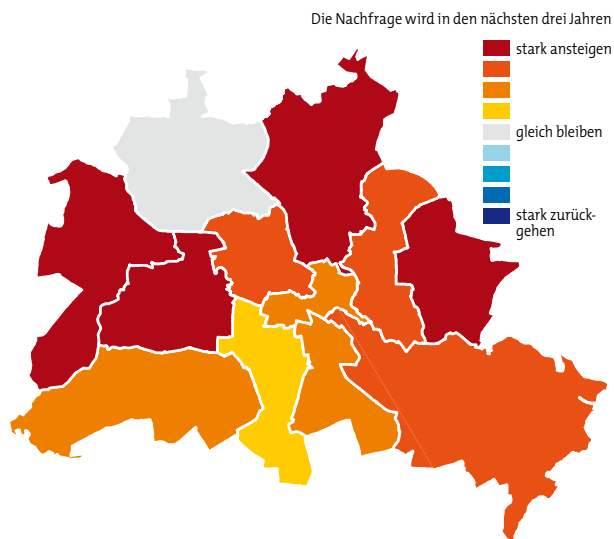 Die Nachfrage wird in den nächsten drei Jahren
stark ansteigen
gleich bleiben
stark zurück-
gehen